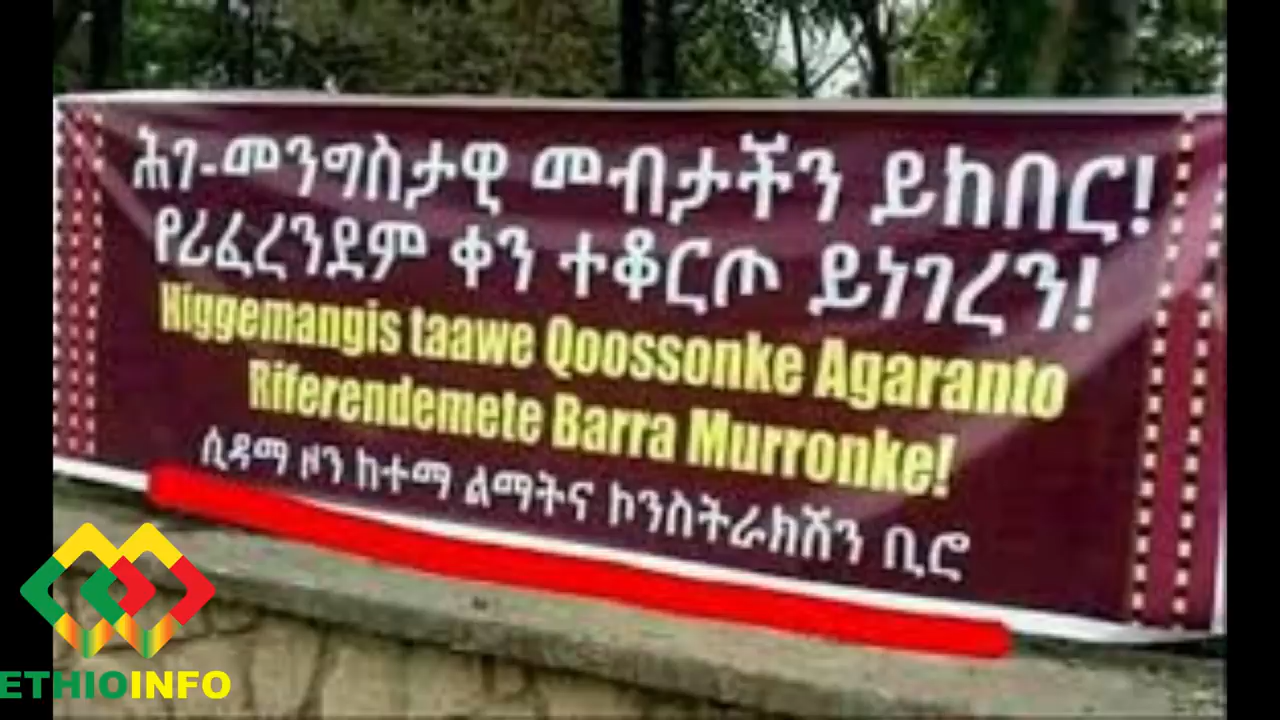 ሕገ-መንግስታዊ መብታችን ይከበር!
የሪፈረንደም ቀን ተቆርጦ ይነገረን!
Higgemangis taawe Qoossonke Agaranto
Riferendemete Barra Murronke!
ሲዳማ ዞን ከተማ ልማትና ኮንስትራክሽን ቢሮ
ETHIOINFO